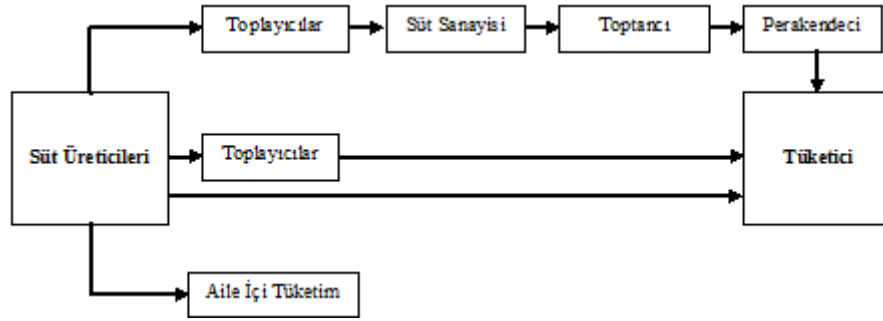 Toplayıcılar
Süt Sanayisi
Toptancı
Perakendeci
Süt Üreticileri
Toplayıcılar
Tüketici
Aile İçi Tüketim